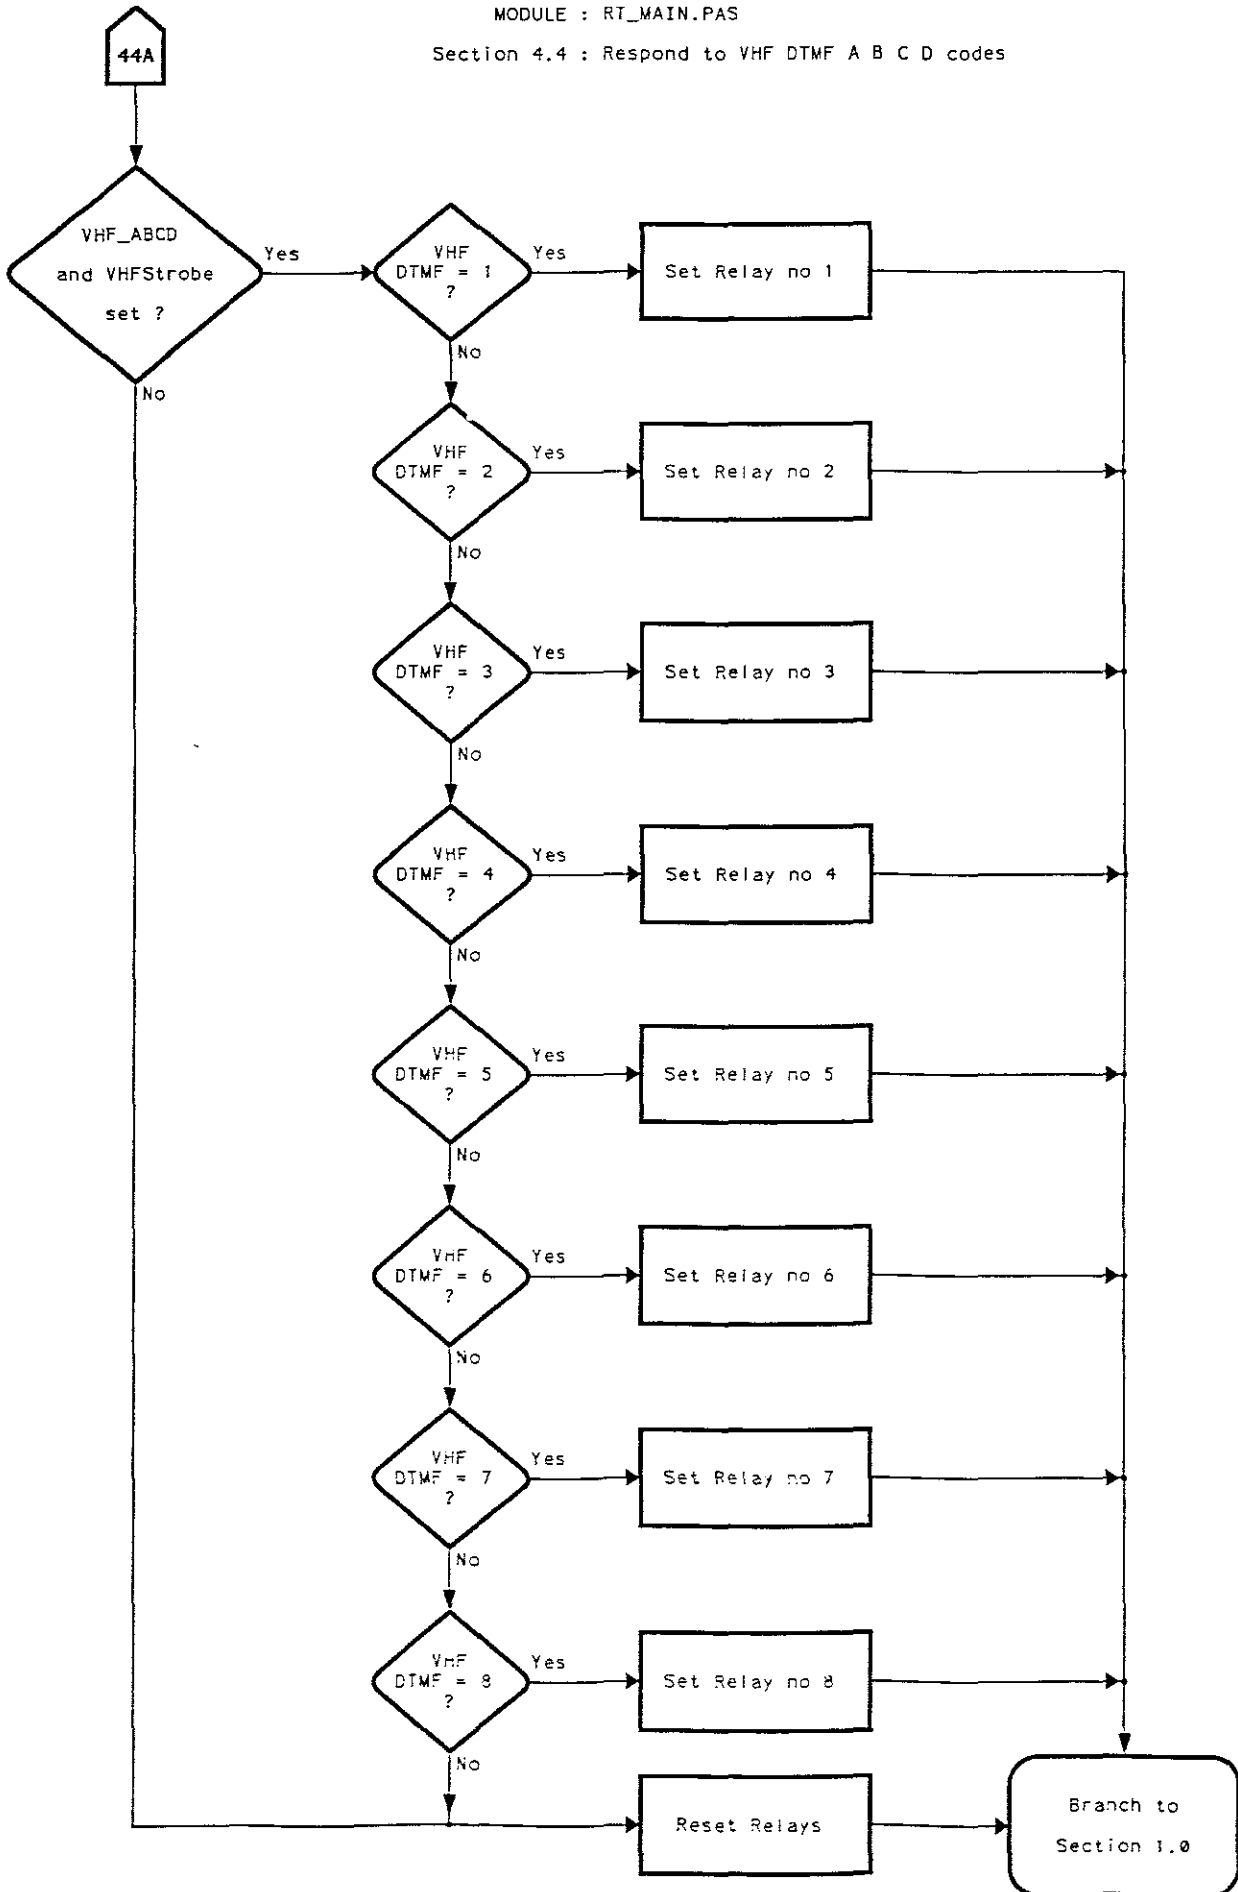 MODULE : RT_MAIN.PAS
Section 4.4 : Respond to VHF DTMF A B C D codes
44A
VHF_ABCD
and VHFStrobe
set ?
Yes
No
VHF
DTMF = 1
?
Yes
No
Set Relay no 1
VHF
DTMF = 2
?
Yes
No
Set Relay no 2
VHF
DTMF = 3
?
Yes
No
Set Relay no 3
VHF
DTMF = 4
?
Yes
No
Set Relay no 4
VHF
DTMF = 5
?
Yes
No
Set Relay no 5
VHF
DTMF = 6
?
Yes
No
Set Relay no 6
VHF
DTMF = 7
?
Yes
No
Set Relay no 7
VHF
DTMF = 8
?
Yes
No
Set Relay no 8
Reset Relays
Branch to
Section 1.0